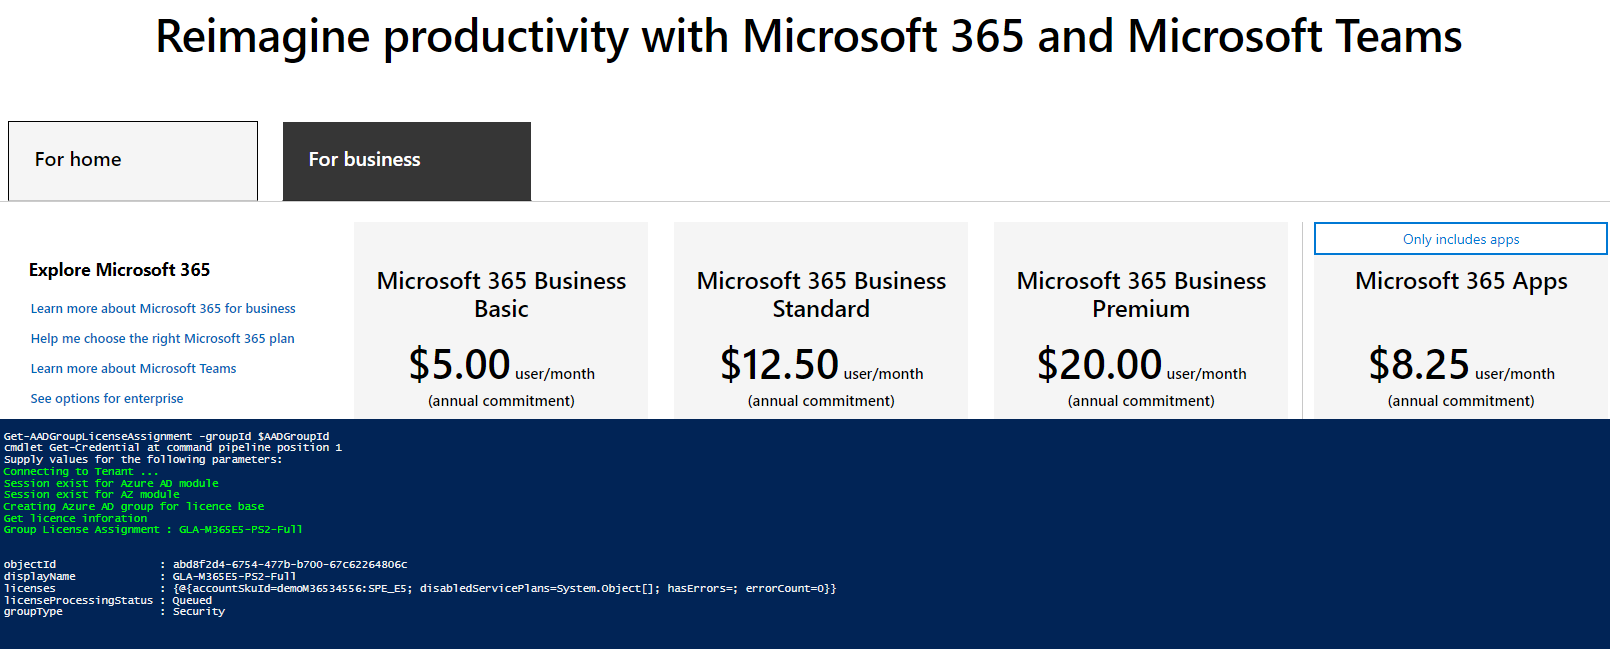 Reimagine productivity with Microsoft 365 and Microsoft Teams
For home
For business
Explore Microsoft 365
Learn more about Microsoft 365 for business
Help me choose the right Microsoft 365 plan
Learn more about Microsoft Teams
See options for enterprise
Microsoft 365 Business
Basic
$5.00 user/month
(annual commitment)
Microsoft 365 Business
Standard
$12.50 user/month
(annual commitment)
Microsoft 365 Business
Premium
$20.00 user/month
(annual commitment)
Only includes apps
Microsoft 365 Apps
$8.25 user/month
(annual commitment)
Get-AADGroupLicenseAssignment -groupId $AADGroupId
cmdlet Get-Credential at command pipeline position 1
Supply values for the following parameters:
Connecting to Tenant ...
Session exist for Azure AD module
Session exist for AZ module
Creating Azure AD group for licence base
Get licence inforation
Group License Assignment : GLA-M365E5-PS2-Full
objectId : abd8f2d4-6754-477b-b700-67c62264806c
displayName : GLA-M365E5-PS2-Full
licenses : {@{accountSkuId=demoM36534556:SPE_E5; disabledServicePlans=System.Object[]; hasErrors=; errorCount=0}}
licenseProcessingStatus : Queued
groupType : Security